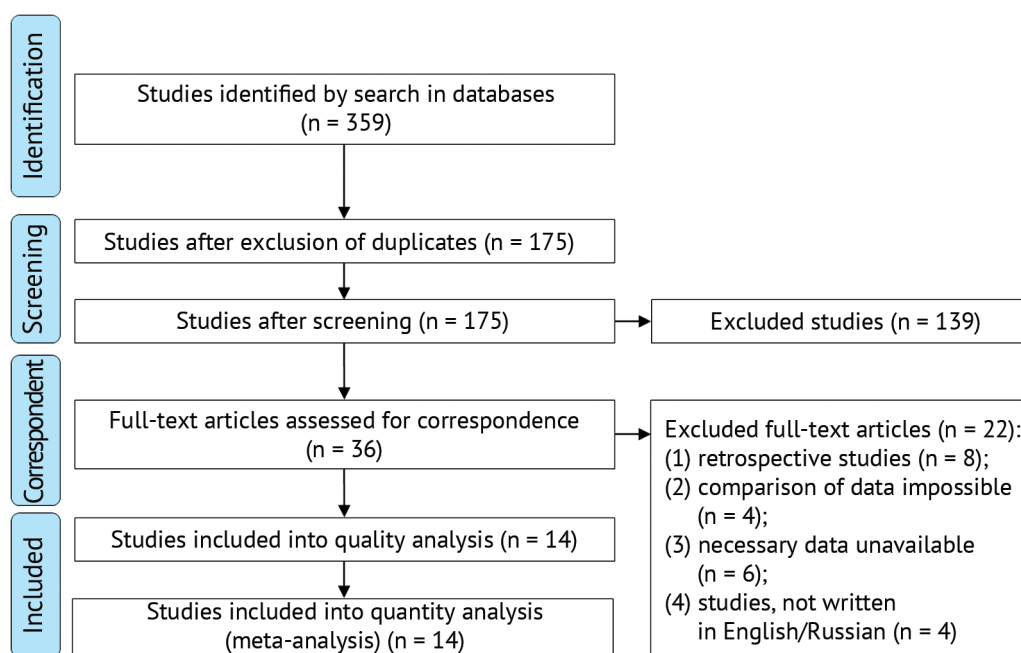 Identification
Studies identified by search in databases
(n = 359)
Screening
Studies after exclusion of duplicates (n = 175)
Studies after screening (n = 175)
Excluded studies (n = 139)
Correspondent
Full-text articles assessed for correspondence
(n = 36)
Excluded full-text articles (n = 22):
(1) retrospective studies (n = 8);
(2) comparison of data impossible
(n = 4);
(3) necessary data unavailable
(n = 6);
(4) studies, not written
in English/Russian (n = 4)
Included
Studies included into quality analysis (n = 14)
Studies included into quantity analysis
(meta-analysis) (n = 14)